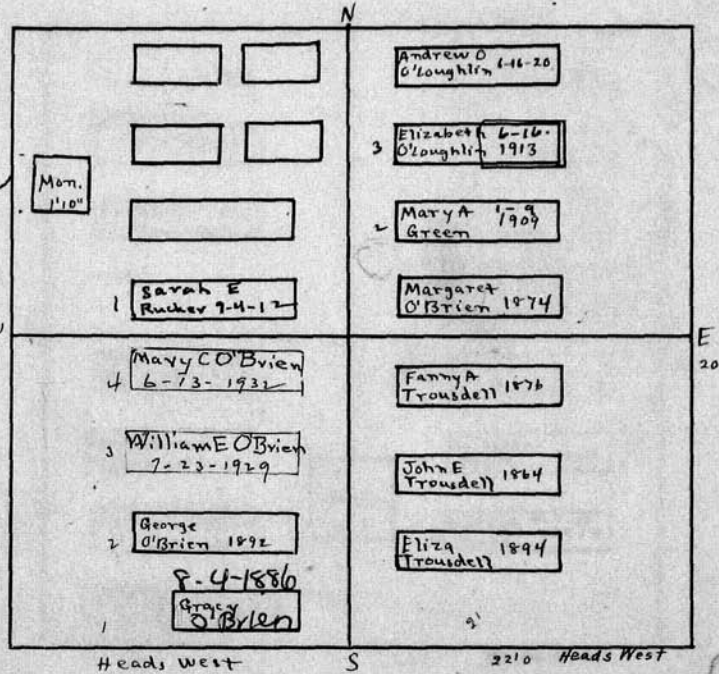 N
Andrew O
O'Loughlin 6-16-20
3 Elizabeth 6-16.
O'Loughlin 1913
Mon.
1'10"
2 Mary A 1-9
Green 1909
1 Sarah E
Rucker 9-4-12
Margaret
O'Brien 1874
E
20
4 Mary C O'Brien
6-13-1932
Fanny A
Trousdell 1876
3 William E O'Brien
7-23-1929
John E
Trousdell 1864
2 George
O'Brien 1892
Eliza 1894
Trousdell
8-4-1886
1 Gracy
O'Brien
2'
Heads West
S
2210 Heads West